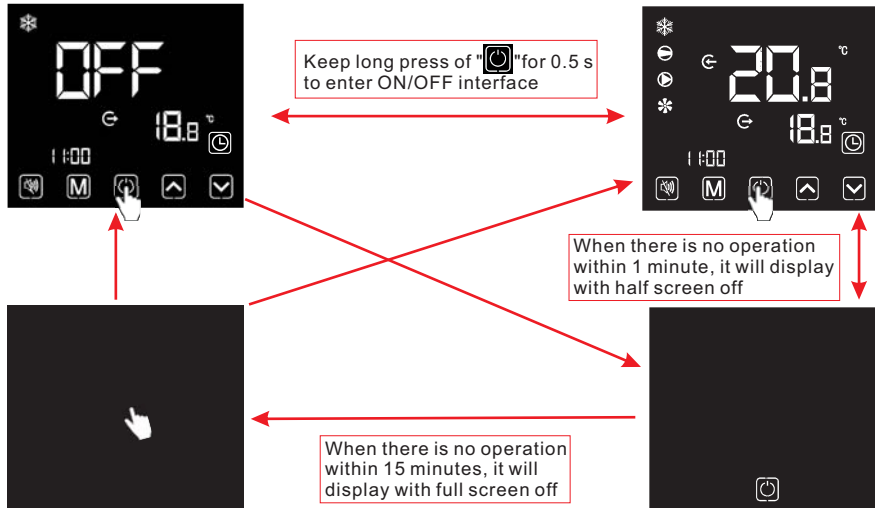 OFF
18.8 °C
11:00
M
Keep long press of " "for 0.5 s
to enter ON/OFF interface
20.8 °C
18.8 °C
11:00
M
When there is no operation
within 1 minute, it will display
with half screen off
When there is no operation
within 15 minutes, it will
display with full screen off